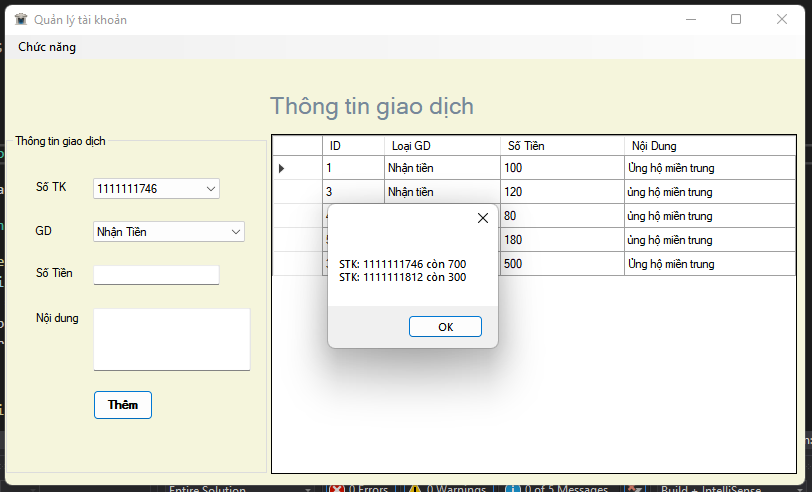 Quản lý tài khoản
Chức năng
Thông tin giao dịch
Thông tin giao dịch
Số TK 1111111746
GD Nhận Tiền
Số Tiền
Nội dung
Thêm
ID Loại GD Số Tiền Nội Dung
1 Nhận tiền 100 Ủng hộ miền trung
3 Nhận tiền 120 ủng hộ miền trung
80 ủng hộ miền trung
180 ủng hộ miền trung
500 Ủng hộ miền trung
STK: 1111111746 còn 700
STK: 1111111812 còn 300
OK
Entire Solution 0 Errors 0 Warnings 0 of 5 Messages Build + IntelliSense